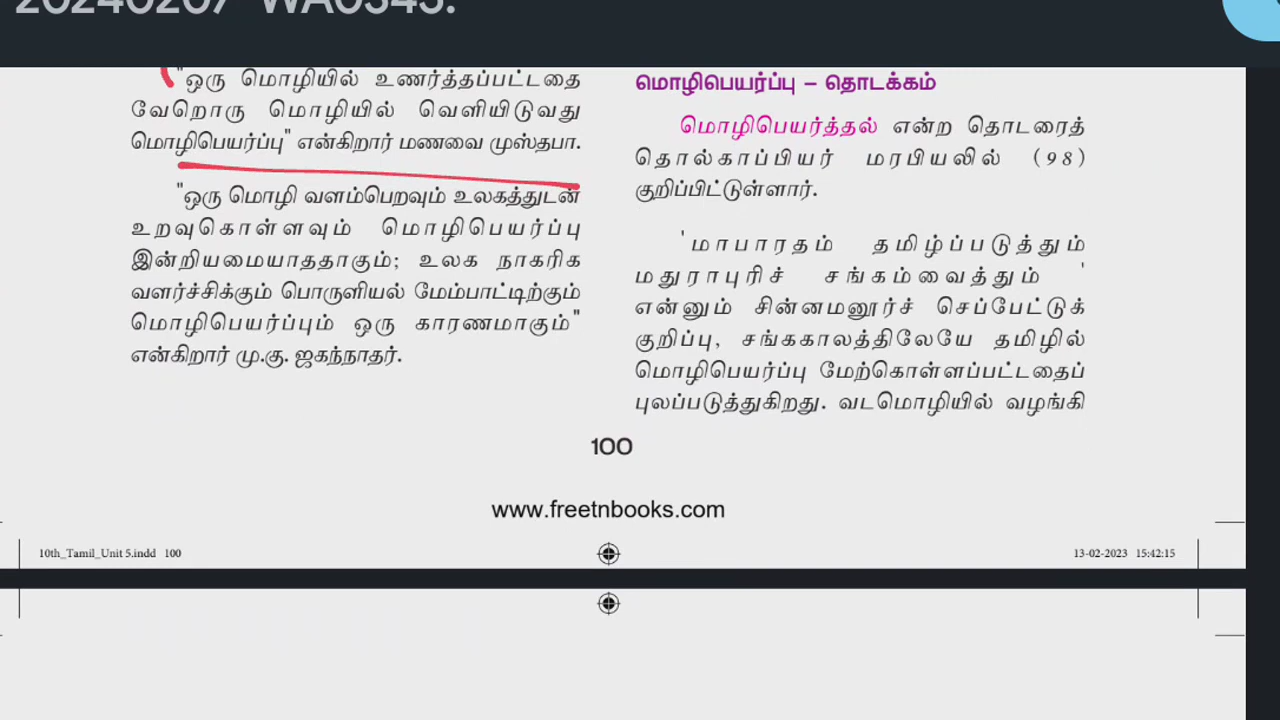 20240207 WA0343.
"ஒரு மொழியில் உணர்த்தப்பட்டதை
வேறொரு மொழியில் வெளியிடுவது
மொழிபெயர்ப்பு" என்கிறார் மணவை முஸ்தபா.
"ஒரு மொழி வளம்பெறவும் உலகத்துடன்
உறவுகொள்ளவும் மொழிபெயர்ப்பு
இன்றியமையாததாகும்; உலக நாகரிக
வளர்ச்சிக்கும் பொருளியல் மேம்பாட்டிற்கும்
மொழிபெயர்ப்பும் ஒரு காரணமாகும்"
என்கிறார் மு.கு. ஜகந்நாதர்.
மொழிபெயர்ப்பு – தொடக்கம்
மொழிபெயர்த்தல் என்ற தொடரைத்
தொல்காப்பியர் மரபியலில் (98)
குறிப்பிட்டுள்ளார்.
'மாபாரதம் தமிழ்ப்படுத்தும்
மதுராபுரிச் சங்கம்வைத்தும் '
என்னும் சின்னமனூர்ச் செப்பேட்டுக்
குறிப்பு, சங்ககாலத்திலேயே தமிழில்
மொழிபெயர்ப்பு மேற்கொள்ளப்பட்டதைப்
புலப்படுத்துகிறது. வடமொழியில் வழங்கி
100
www.freetnbooks.com
10th_Tamil_Unit 5.indd 100
13-02-2023 15:42:15